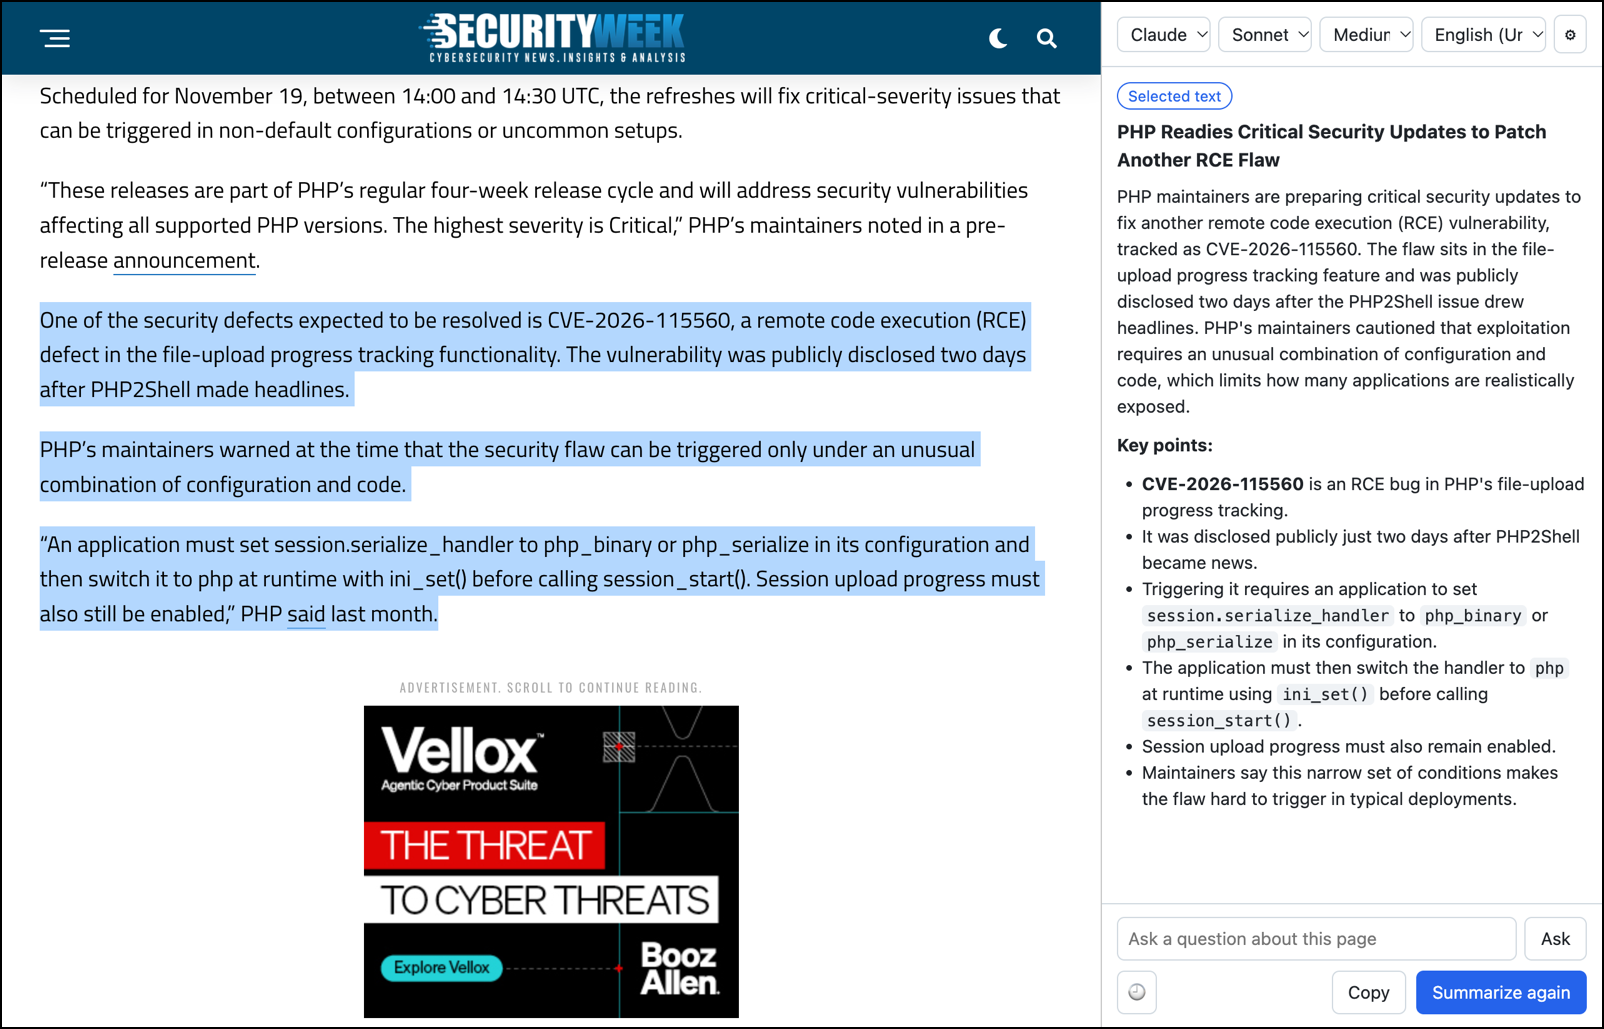 SECURITYWEEK
CYBERSECURITY NEWS, INSIGHTS & ANALYSIS
Scheduled for November 19, between 14:00 and 14:30 UTC, the refreshes will fix critical-severity issues that
can be triggered in non-default configurations or uncommon setups.
“These releases are part of PHP’s regular four-week release cycle and will address security vulnerabilities
affecting all supported PHP versions. The highest severity is Critical,” PHP’s maintainers noted in a pre-
release announcement.
One of the security defects expected to be resolved is CVE-2026-115560, a remote code execution (RCE)
defect in the file-upload progress tracking functionality. The vulnerability was publicly disclosed two days
after PHP2Shell made headlines.
PHP’s maintainers warned at the time that the security flaw can be triggered only under an unusual
combination of configuration and code.
“An application must set session.serialize_handler to php_binary or php_serialize in its configuration and
then switch it to php at runtime with ini_set() before calling session_start(). Session upload progress must
also still be enabled,” PHP said last month.
ADVERTISEMENT. SCROLL TO CONTINUE READING.
Vellox™
Agentic Cyber Product Suite
THE THREAT
TO CYBER THREATS
Explore Vellox
Booz
Allen.
Claude
Sonnet
Mediur
English (Ur
Selected text
PHP Readies Critical Security Updates to Patch
Another RCE Flaw
PHP maintainers are preparing critical security updates to
fix another remote code execution (RCE) vulnerability,
tracked as CVE-2026-115560. The flaw sits in the file-
upload progress tracking feature and was publicly
disclosed two days after the PHP2Shell issue drew
headlines. PHP's maintainers cautioned that exploitation
requires an unusual combination of configuration and
code, which limits how many applications are realistically
exposed.
Key points:
• CVE-2026-115560 is an RCE bug in PHP's file-upload
progress tracking.
• It was disclosed publicly just two days after PHP2Shell
became news.
• Triggering it requires an application to set
session.serialize_handler to php_binary or
php_serialize in its configuration.
• The application must then switch the handler to php
at runtime using ini_set() before calling
session_start().
• Session upload progress must also remain enabled.
• Maintainers say this narrow set of conditions makes
the flaw hard to trigger in typical deployments.
Ask a question about this page
Ask
Copy
Summarize again